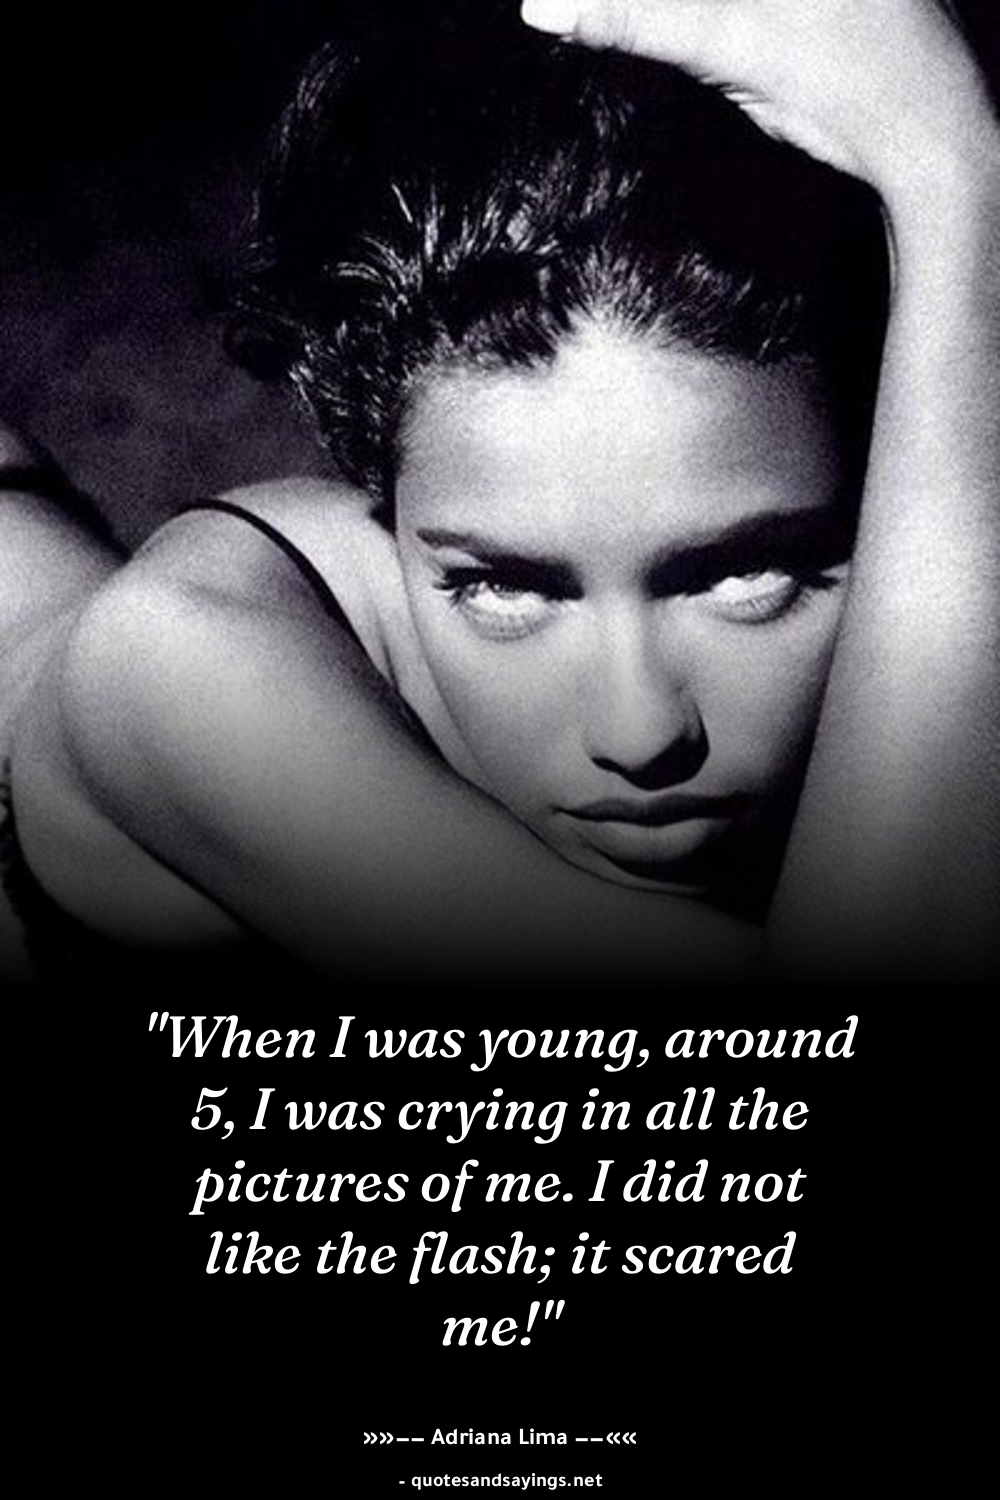 "When I was young, around
5, I was crying in all the
pictures of me. I did not
like the flash; it scared
me!"
»»−− Adriana Lima −−««
- quotesandsayings.net